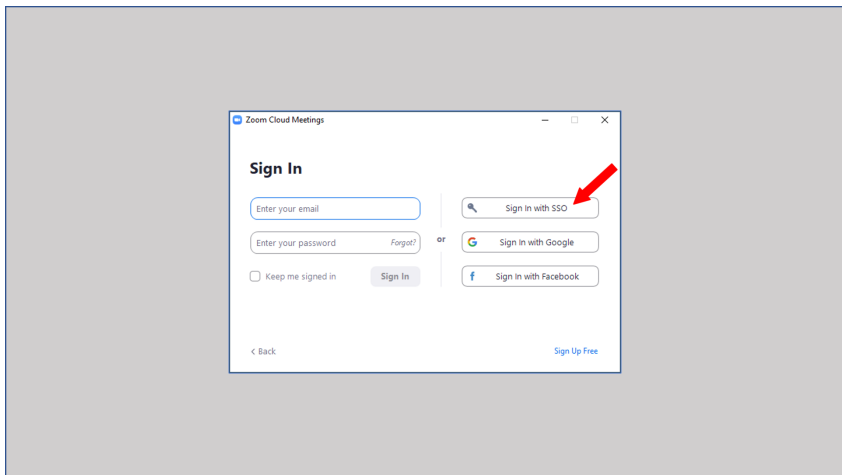 Zoom Cloud Meetings
Sign In
Enter your email
Enter your password Forgot?
Keep me signed in Sign In
or
Sign In with SSO
Sign In with Google
Sign In with Facebook
< Back
Sign Up Free